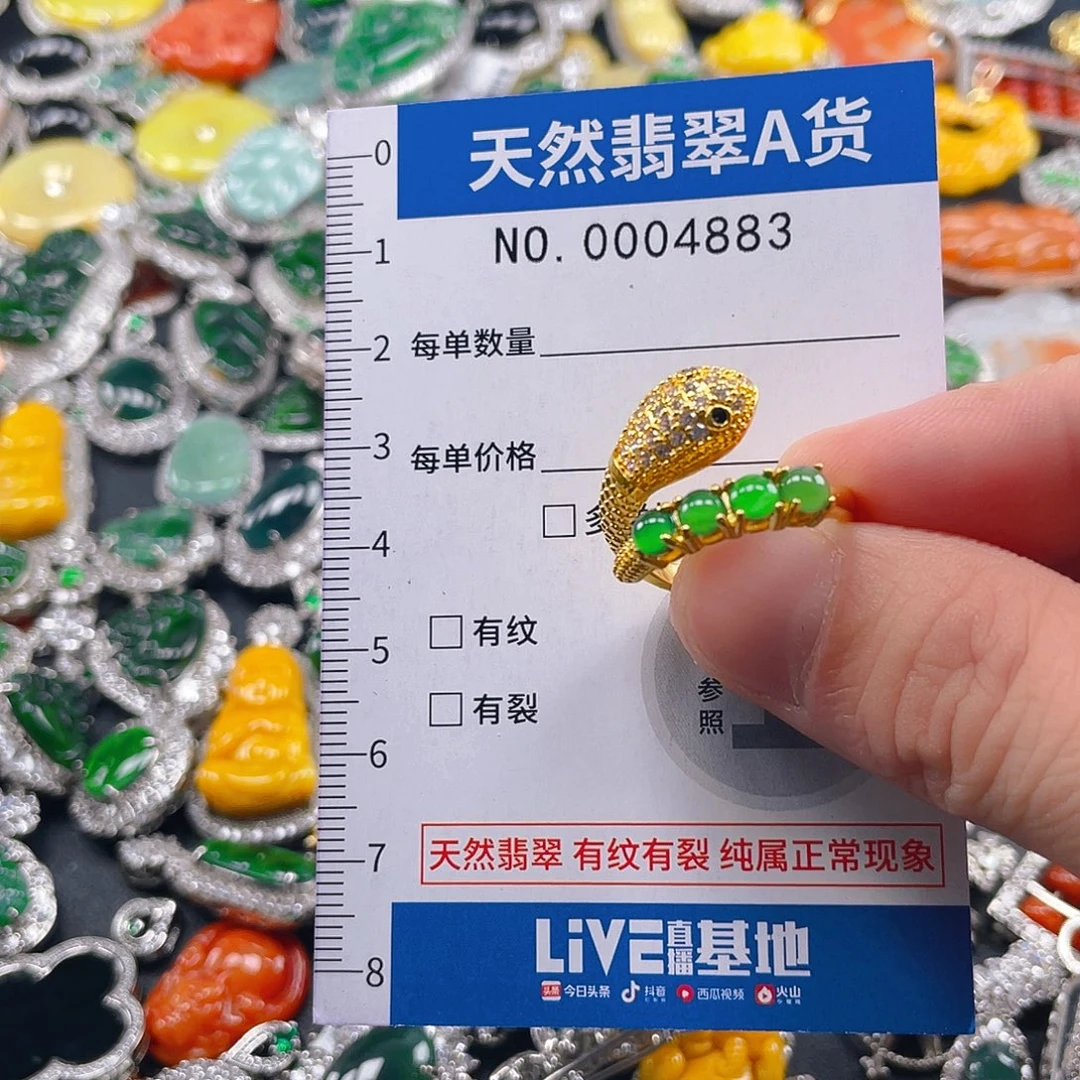 天然翡翠A货
NO. 0004883
0
1
2
3
4
5
6
7
8
每单数量
每单价格
□多
□有纹
□有裂
参照
天然翡翠 有纹有裂 纯属正常现象
LiVE直播基地
头条 今日头条 抖音 西瓜视频 火山